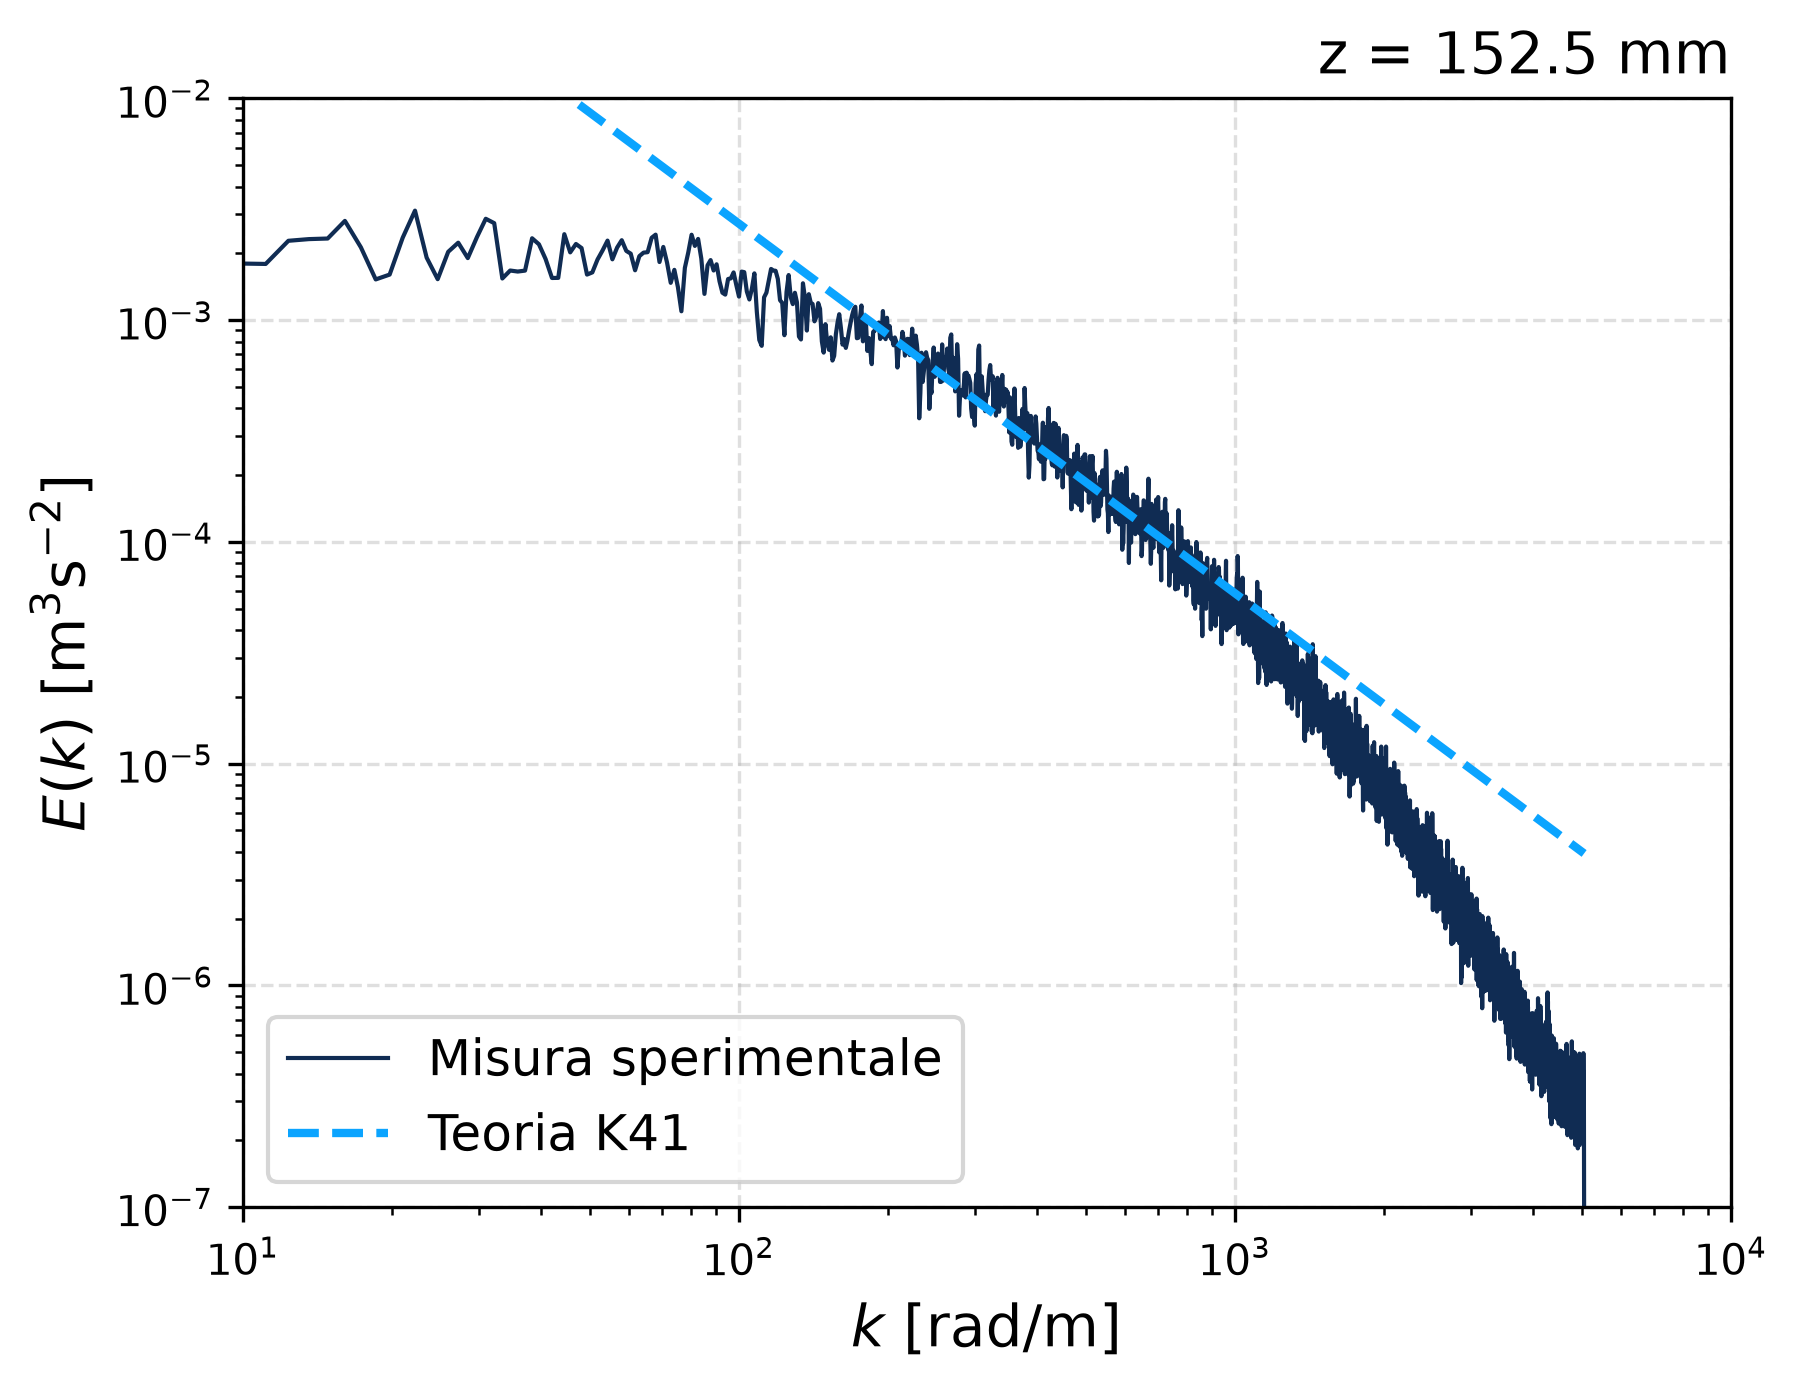 z = 152.5 mm
10⁻²
10⁻³
10⁻⁴
10⁻⁵
10⁻⁶
10⁻⁷
E(k) [m³s⁻²]
Misura sperimentale
Teoria K41
10¹ 10² 10³ 10⁴
k [rad/m]